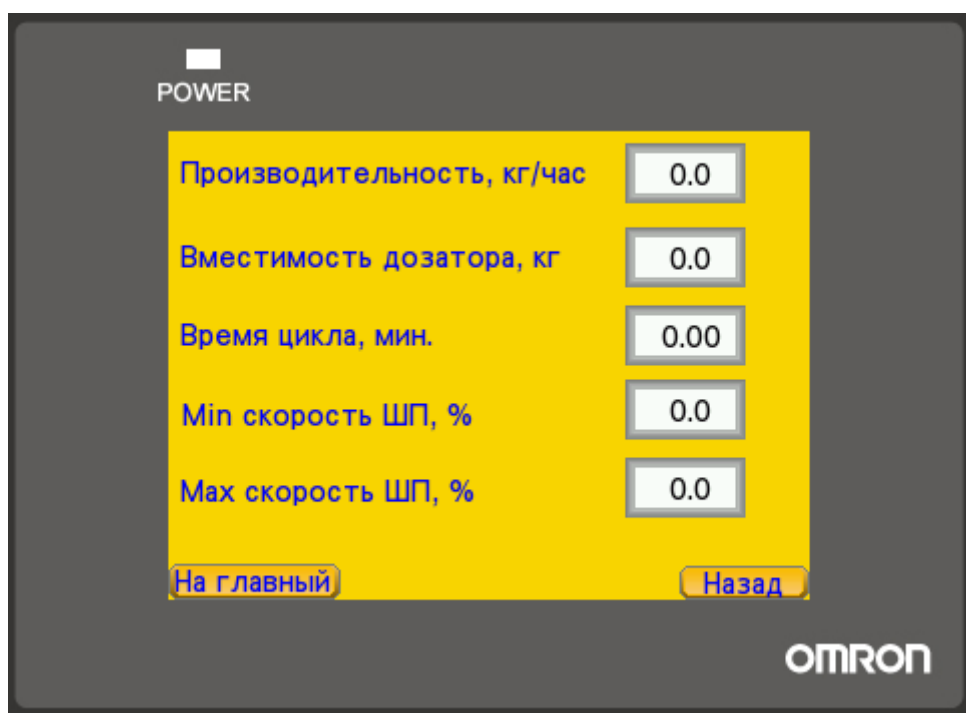 POWER
Производительность, кг/час 0.0
Вместимость дозатора, кг 0.0
Время цикла, мин. 0.00
Min скорость ШП, % 0.0
Max скорость ШП, % 0.0
На главный Назад
OMRON